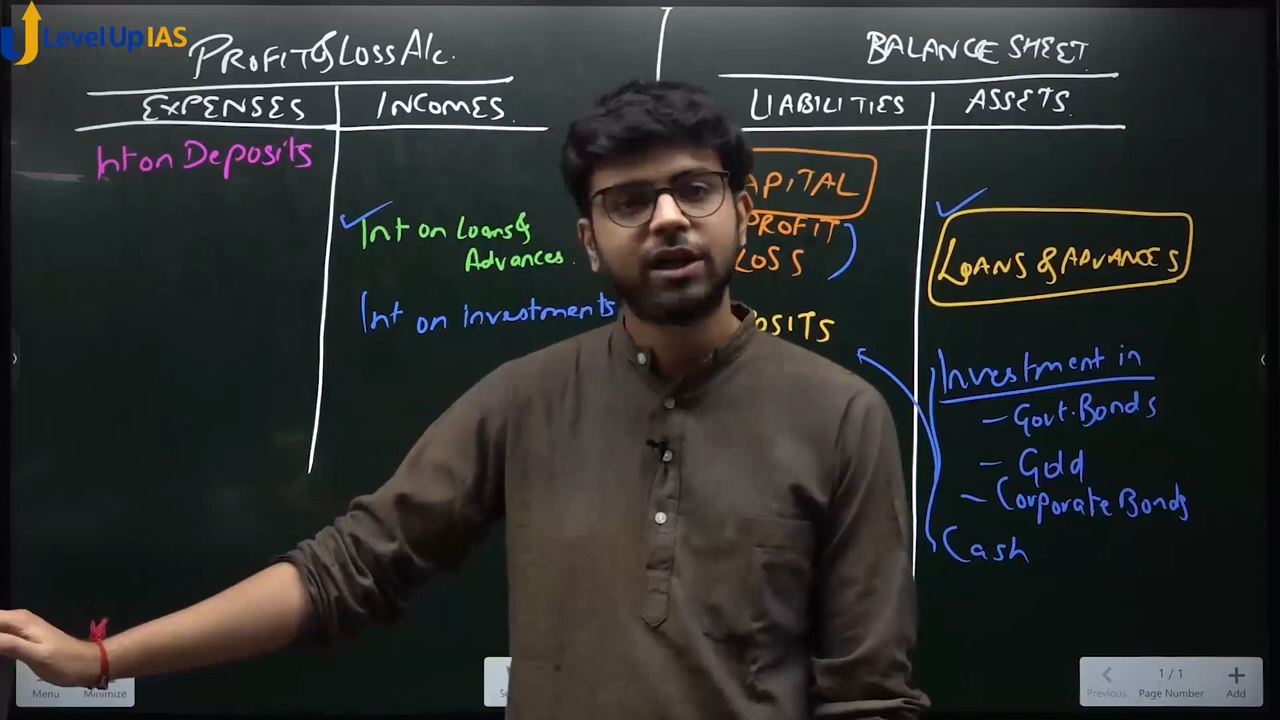 Level Up IAS
PROFIT & LOSS A/c.
EXPENSES
INCOMES.
Int on Deposits
Int on Loans &
Advances.
Int on investments
BALANCE SHEET
LIABILITIES
ASSETS.
APITAL
PROFIT
LOSS
OSITS
LOANS & ADVANCES
Investment in
- Govt. Bonds
- Gold
- Corporate Bonds
Cash
Menu
Minimize
Previous
1 / 1
Page Number
Add